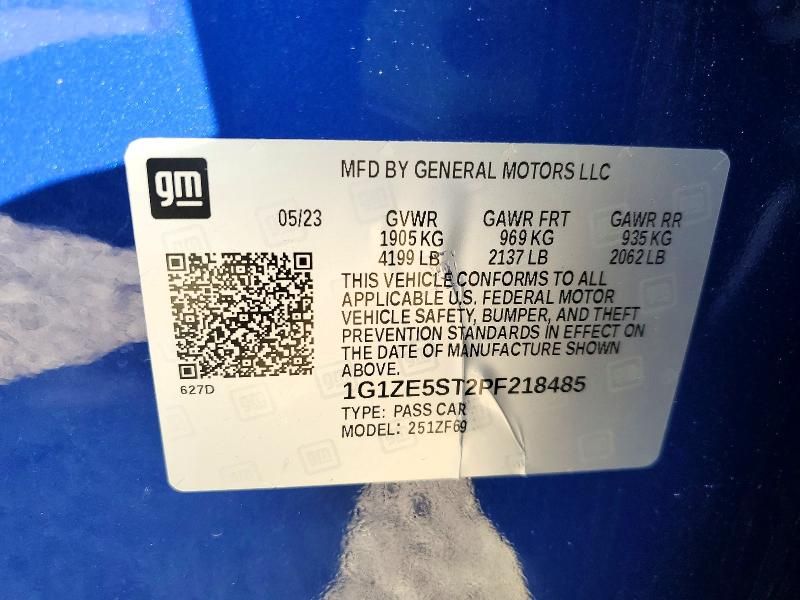 gm
MFD BY GENERAL MOTORS LLC
05/23 GVWR GAWR FRT GAWR RR
1905 KG 969 KG 935 KG
4199 LB 2137 LB 2062 LB
THIS VEHICLE CONFORMS TO ALL
APPLICABLE U.S. FEDERAL MOTOR
VEHICLE SAFETY, BUMPER, AND THEFT
PREVENTION STANDARDS IN EFFECT ON
THE DATE OF MANUFACTURE SHOWN
ABOVE.
627D
1G1ZE5ST2PF218485
TYPE: PASS CAR
MODEL: 251ZF69